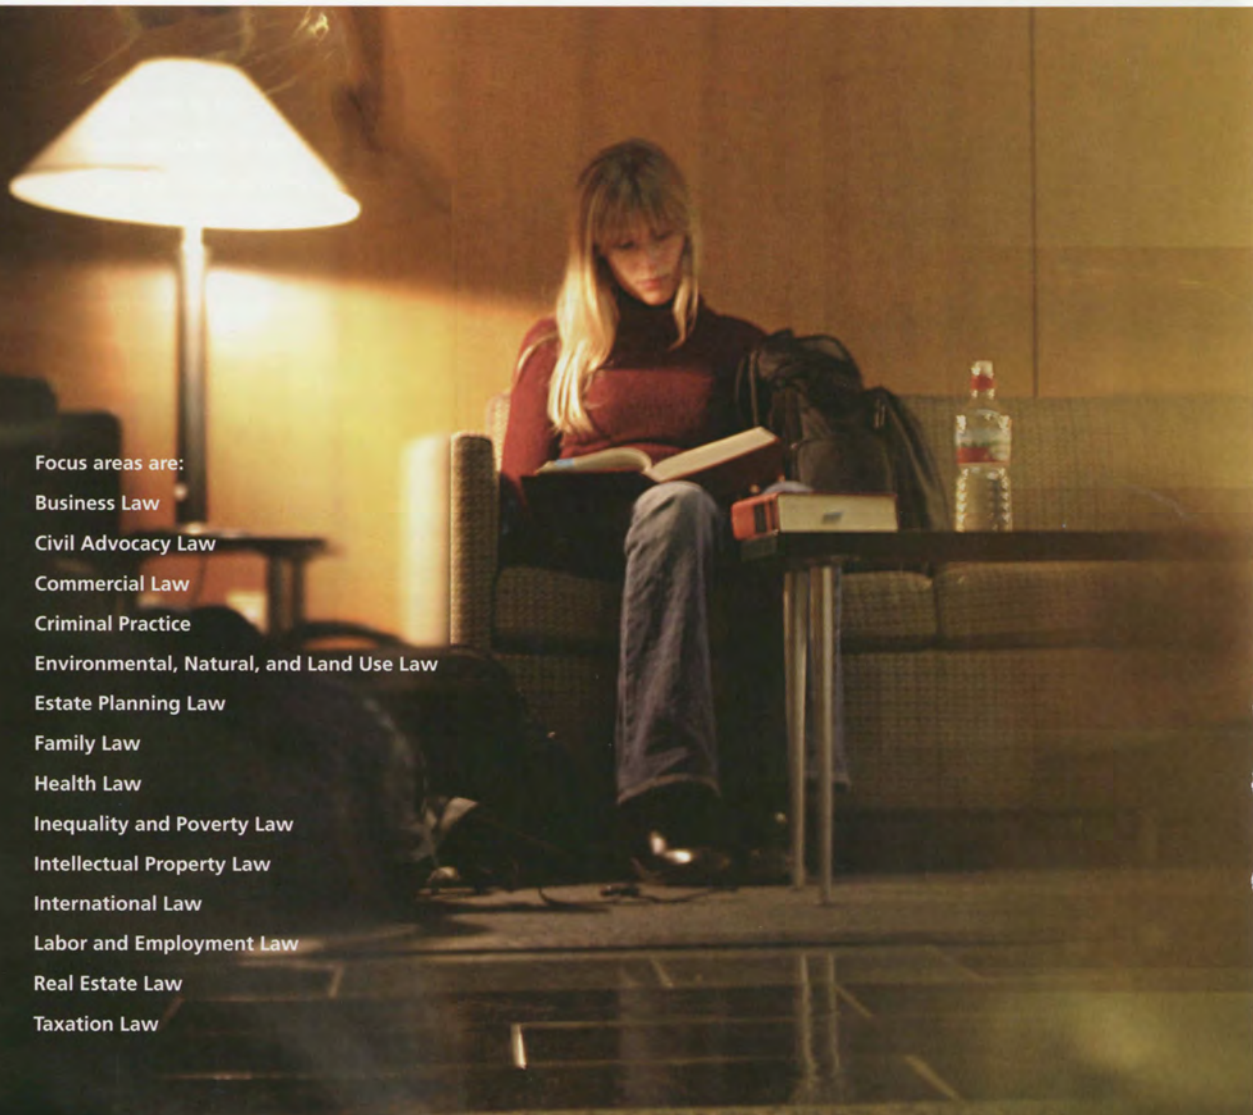 Focus areas are:
Business Law
Civil Advocacy Law
Commercial Law
Criminal Practice
Environmental, Natural, and Land Use Law
Estate Planning Law
Family Law
Health Law
Inequality and Poverty Law
Intellectual Property Law
International Law
Labor and Employment Law
Real Estate Law
Taxation Law